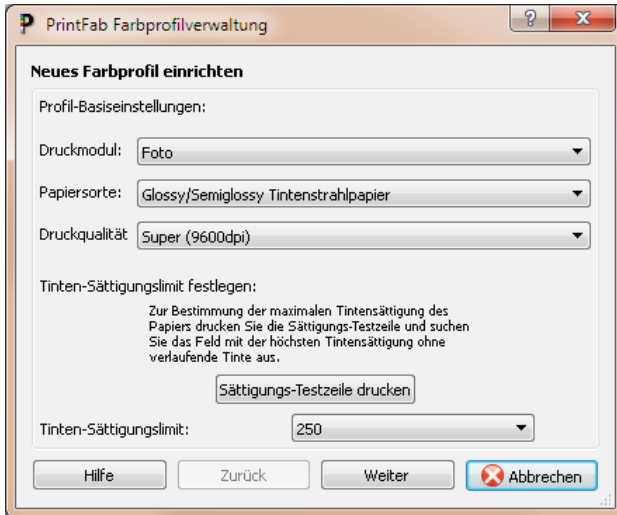 PrintFab Farbprofilverwaltung
Neues Farbprofil einrichten
Profil-Basiseinstellungen:
Druckmodul: Foto
Papiersorte: Glossy/Semiglossy Tintenstrahlpapier
Druckqualität Super (9600dpi)
Tinten-Sättigungslimit festlegen:
Zur Bestimmung der maximalen Tintensättigung des
Papiers drucken Sie die Sättigungs-Testzeile und suchen
Sie das Feld mit der höchsten Tintensättigung ohne
verlaufende Tinte aus.
Sättigungs-Testzeile drucken
Tinten-Sättigungslimit: 250
Hilfe Zurück Weiter Abbrechen